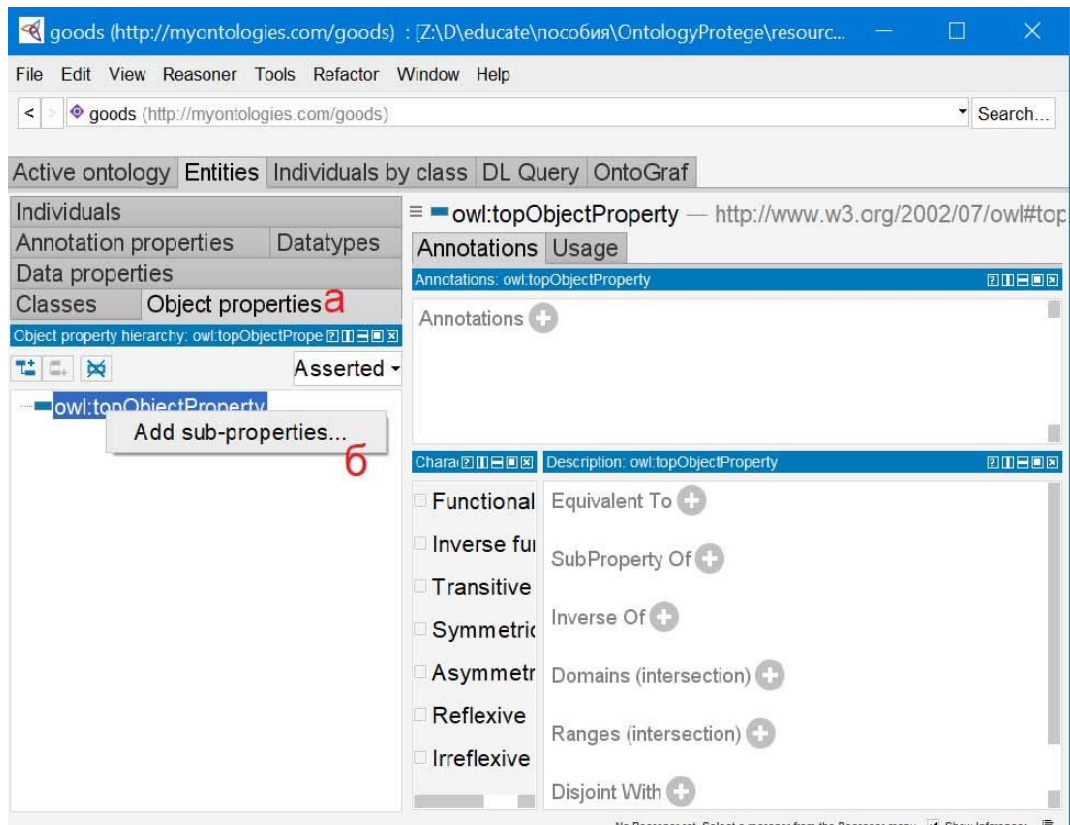 goods (http://myontologies.com/goods) : [Z:\D\educate\пособия\OntologyProtege\resourc...
File Edit View Reasoner Tools Refactor Window Help
< > goods (http://myontologies.com/goods) Search...
Active ontology Entities Individuals by class DL Query OntoGraf
Individuals
Annotation properties Datatypes
Data properties
Classes Object properties а
Object property hierarchy: owl:topObjectPrope
Asserted
owl:topObjectProperty
Add sub-properties...
б
owl:topObjectProperty — http://www.w3.org/2002/07/owl#top
Annotations Usage
Annotations: owl:topObjectProperty
Annotations
Chara
Functional
Inverse fu
Transitive
Symmetric
Asymmetr
Reflexive
Irreflexive
Description: owl:topObjectProperty
Equivalent To
SubProperty Of
Inverse Of
Domains (intersection)
Ranges (intersection)
Disjoint With